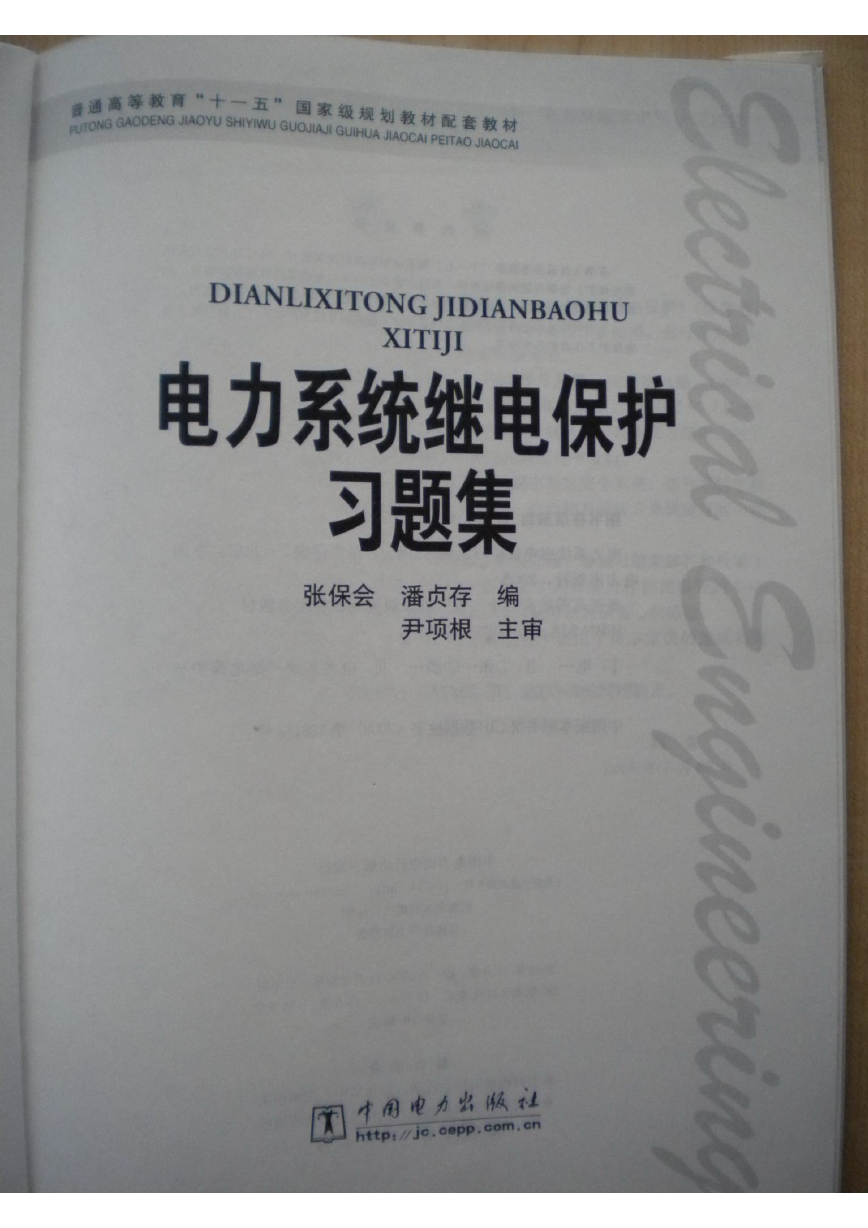 普通高等教育“十一五”国家级规划教材配套教材
PUTONG GAODENG JIAOYU SHIYIWU GUOJIAJI GUIHUA JIAOCAI PEITAO JIAOCAI
Electrical Engineering
DIANLIXITONG JIDIANBAOHU
XITIJI
电力系统继电保护
习题集
张保会 潘贞存 编
尹项根 主审
中国电力出版社
http://jc.cepp.com.cn